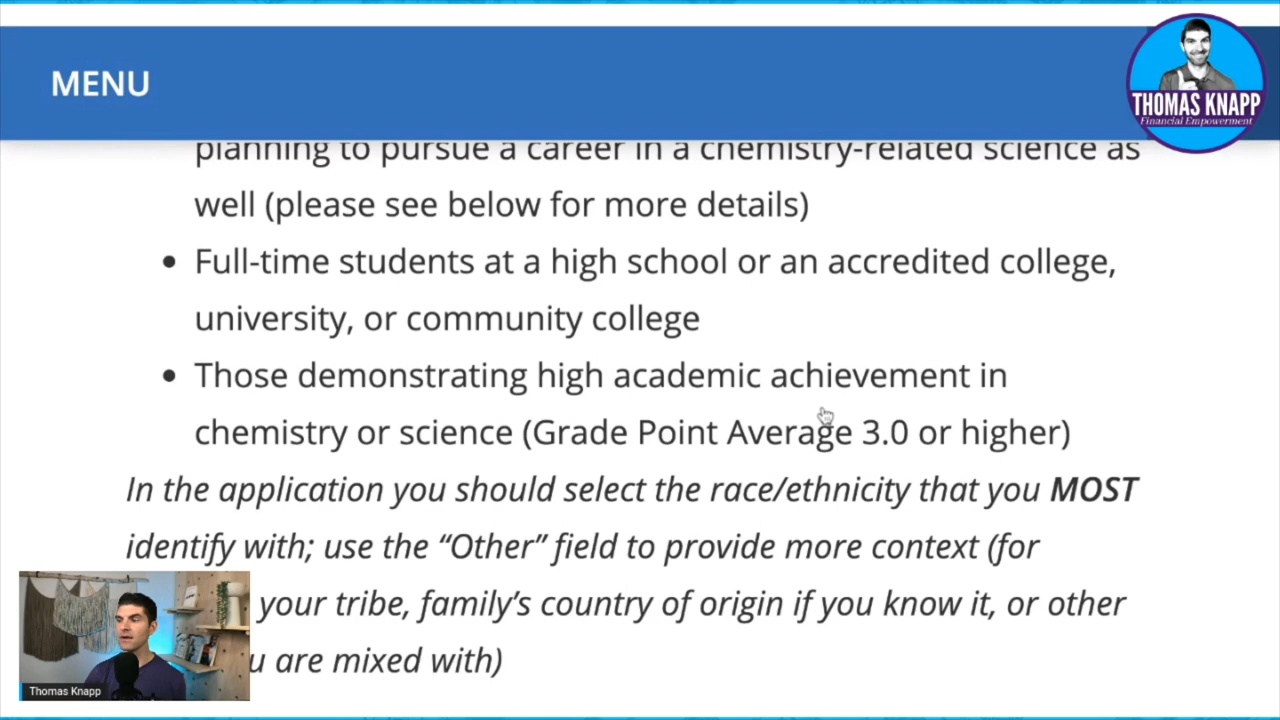 MENU
THOMAS KNAPP
Financial Empowerment
planning to pursue a career in a chemistry-related science as
well (please see below for more details)
• Full-time students at a high school or an accredited college,
university, or community college
• Those demonstrating high academic achievement in
chemistry or science (Grade Point Average 3.0 or higher)
In the application you should select the race/ethnicity that you MOST
identify with; use the “Other” field to provide more context (for
your tribe, family’s country of origin if you know it, or other
are mixed with)
Thomas Knapp